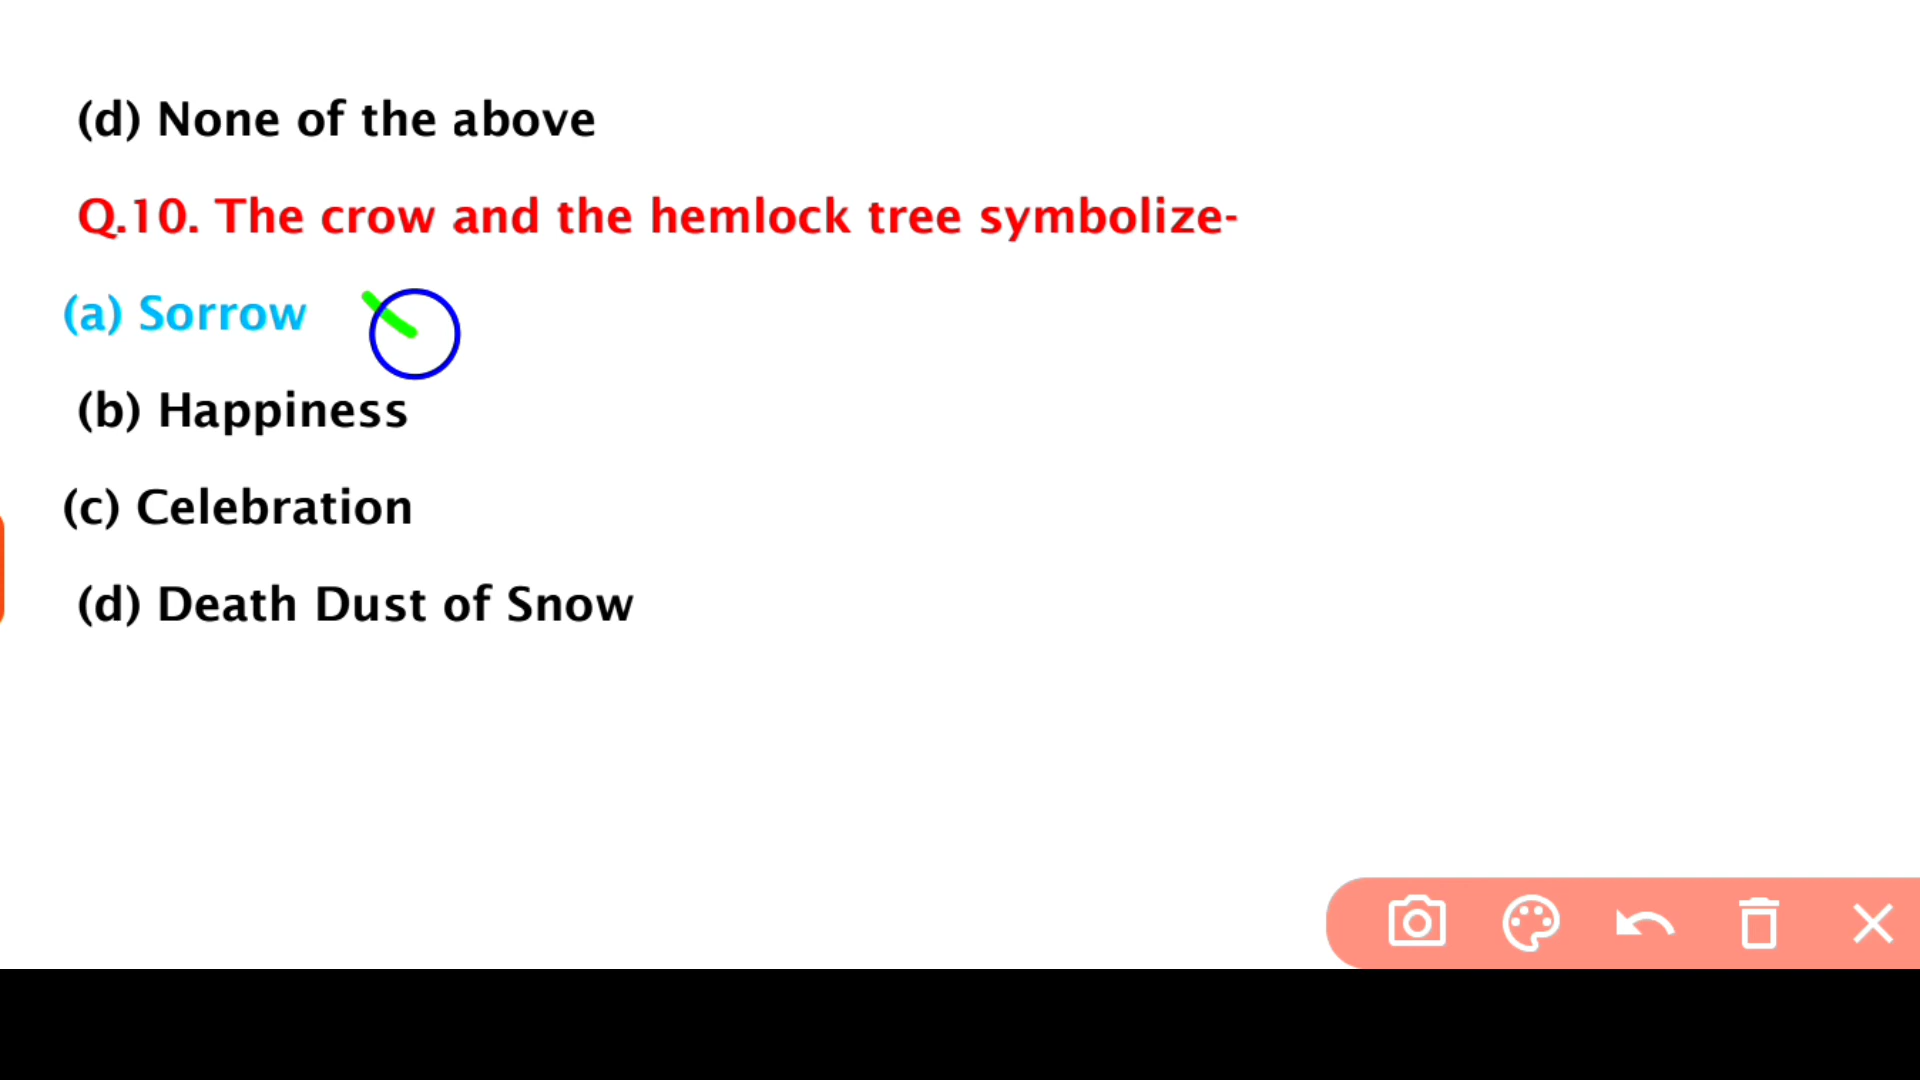 (d) None of the above
Q.10. The crow and the hemlock tree symbolize-
(a) Sorrow
(b) Happiness
(c) Celebration
(d) Death Dust of Snow